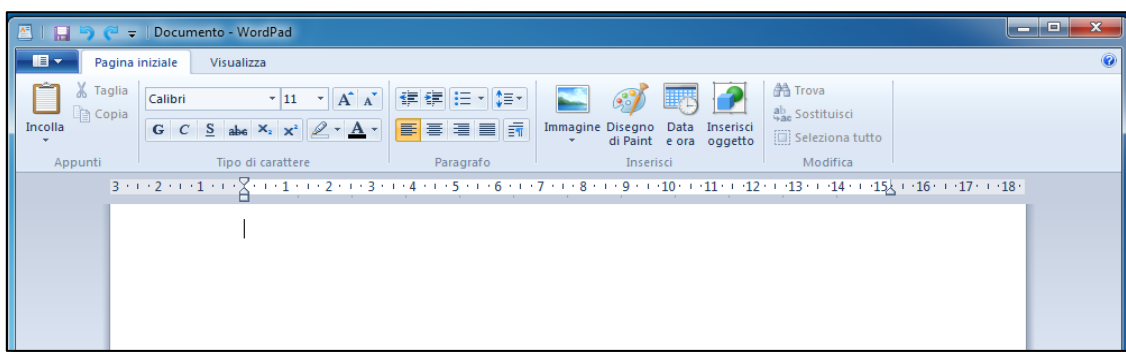 Documento - WordPad
Pagina iniziale Visualizza
Incolla
Taglia
Copia
Appunti
Calibri 11
G C S abc X₂ X² A
Tipo di carattere
Paragrafo
Immagine
Disegno di Paint
Data e ora
Inserisci oggetto
Inserisci
Trova
Sostituisci
Seleziona tutto
Modifica
3 2 1 1 2 3 4 5 6 7 8 9 10 11 12 13 14 15 16 17 18